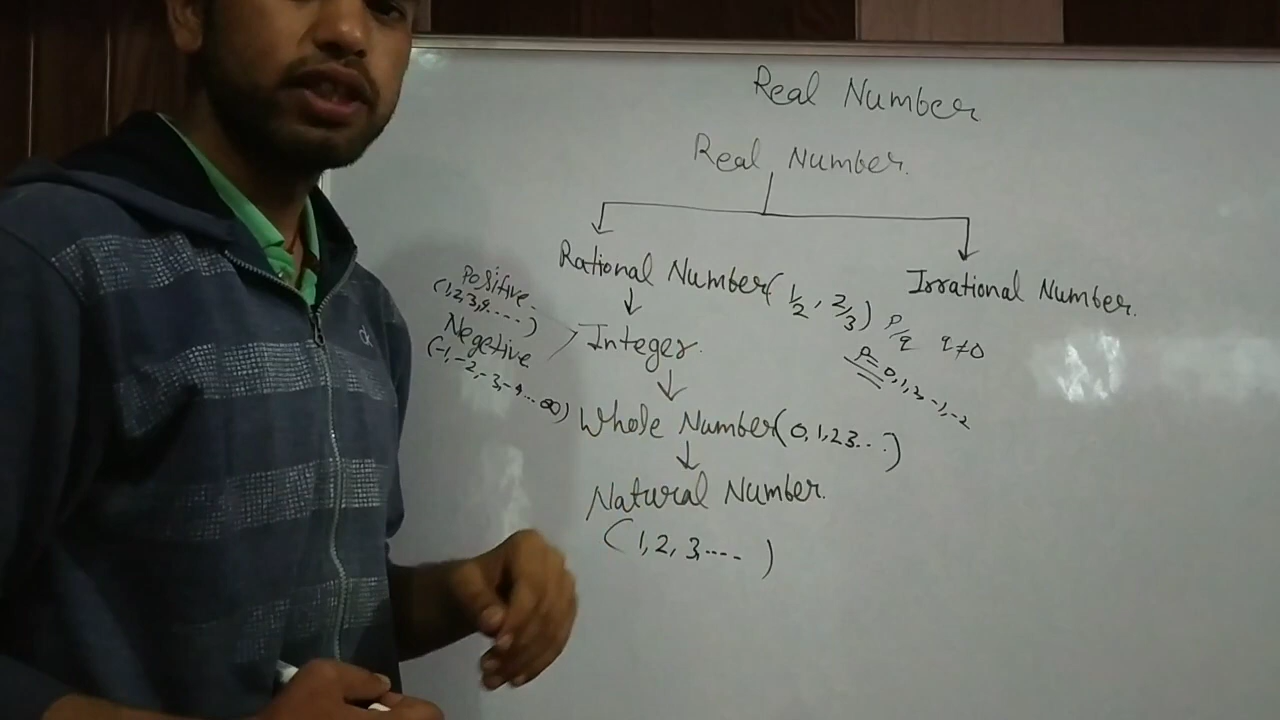 Real Number
Real Number.
Rational Number( 1/2, 2/3)
Irrational Number.
p/q q≠0
Positive
(1,2,3,4.....)
Negetive
(-1,-2,-3,-4...∞)
Integer.
p= 0,1,2,-1,-2
Whole Number(0,1,23...)
Natural Number.
(1,2,3,....)